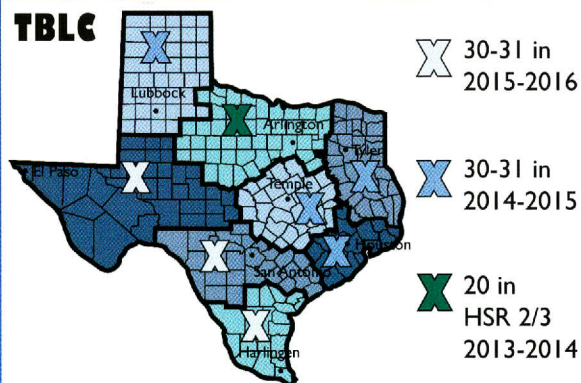 TBLC
Lubbock
Arlington
Tyler
El Paso
Temple
Houston
San Antonio
Harlingen
30-31 in
2015-2016
30-31 in
2014-2015
20 in
HSR 2/3
2013-2014